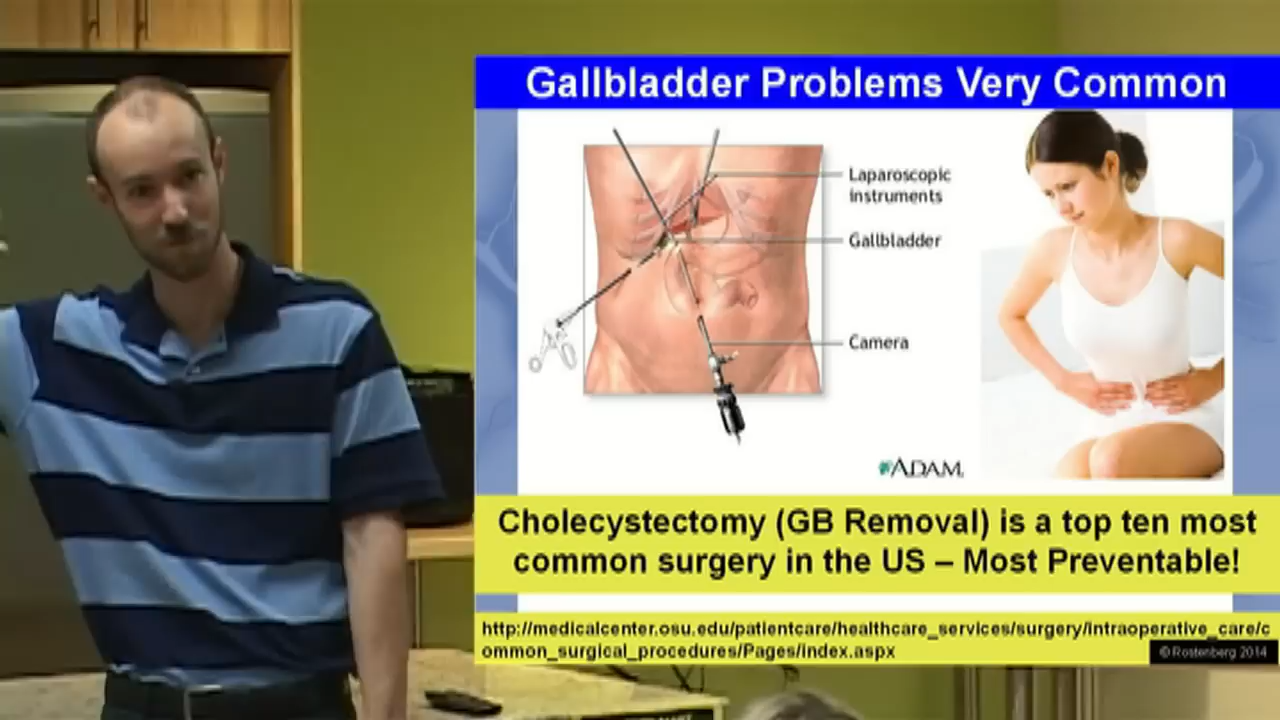 Gallbladder Problems Very Common
Laparoscopic
instruments
Gallbladder
Camera
ADAM.
Cholecystectomy (GB Removal) is a top ten most
common surgery in the US – Most Preventable!
http://medicalcenter.osu.edu/patientcare/healthcare_services/surgery/intraoperative_care/c
ommon_surgical_procedures/Pages/index.aspx
© Rostenberg 2014